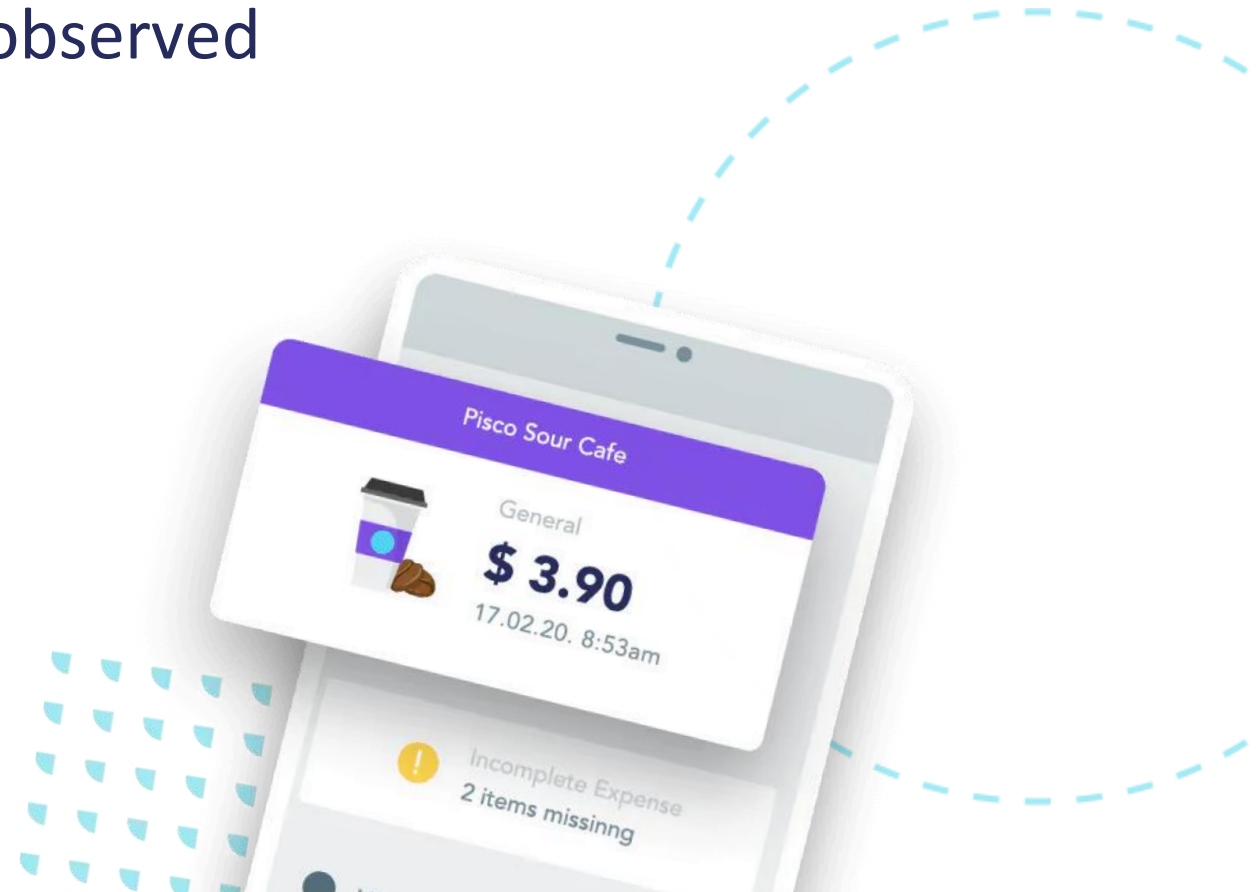 observed
Pisco Sour Cafe
General
$ 3.90
17.02.20. 8:53am
Incomplete Expense
2 items missinng